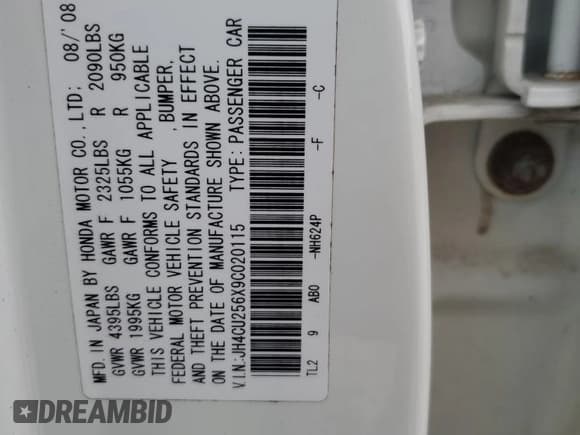 MFD. IN JAPAN BY HONDA MOTOR CO., LTD; 08/'08
GVWR 4395LBS GAWR F 2325LBS R 2090LBS
GVWR 1995KG GAWR F 1055KG R 950KG
THIS VEHICLE CONFORMS TO ALL APPLICABLE
FEDERAL MOTOR VEHICLE SAFETY , BUMPER,
AND THEFT PREVENTION STANDARDS IN EFFECT
ON THE DATE OF MANUFACTURE SHOWN ABOVE.
V.I.N.:JH4CU256X9C020115 TYPE: PASSENGER CAR
TL2 9 AB0 -NH624P -F -C
DREAMBID